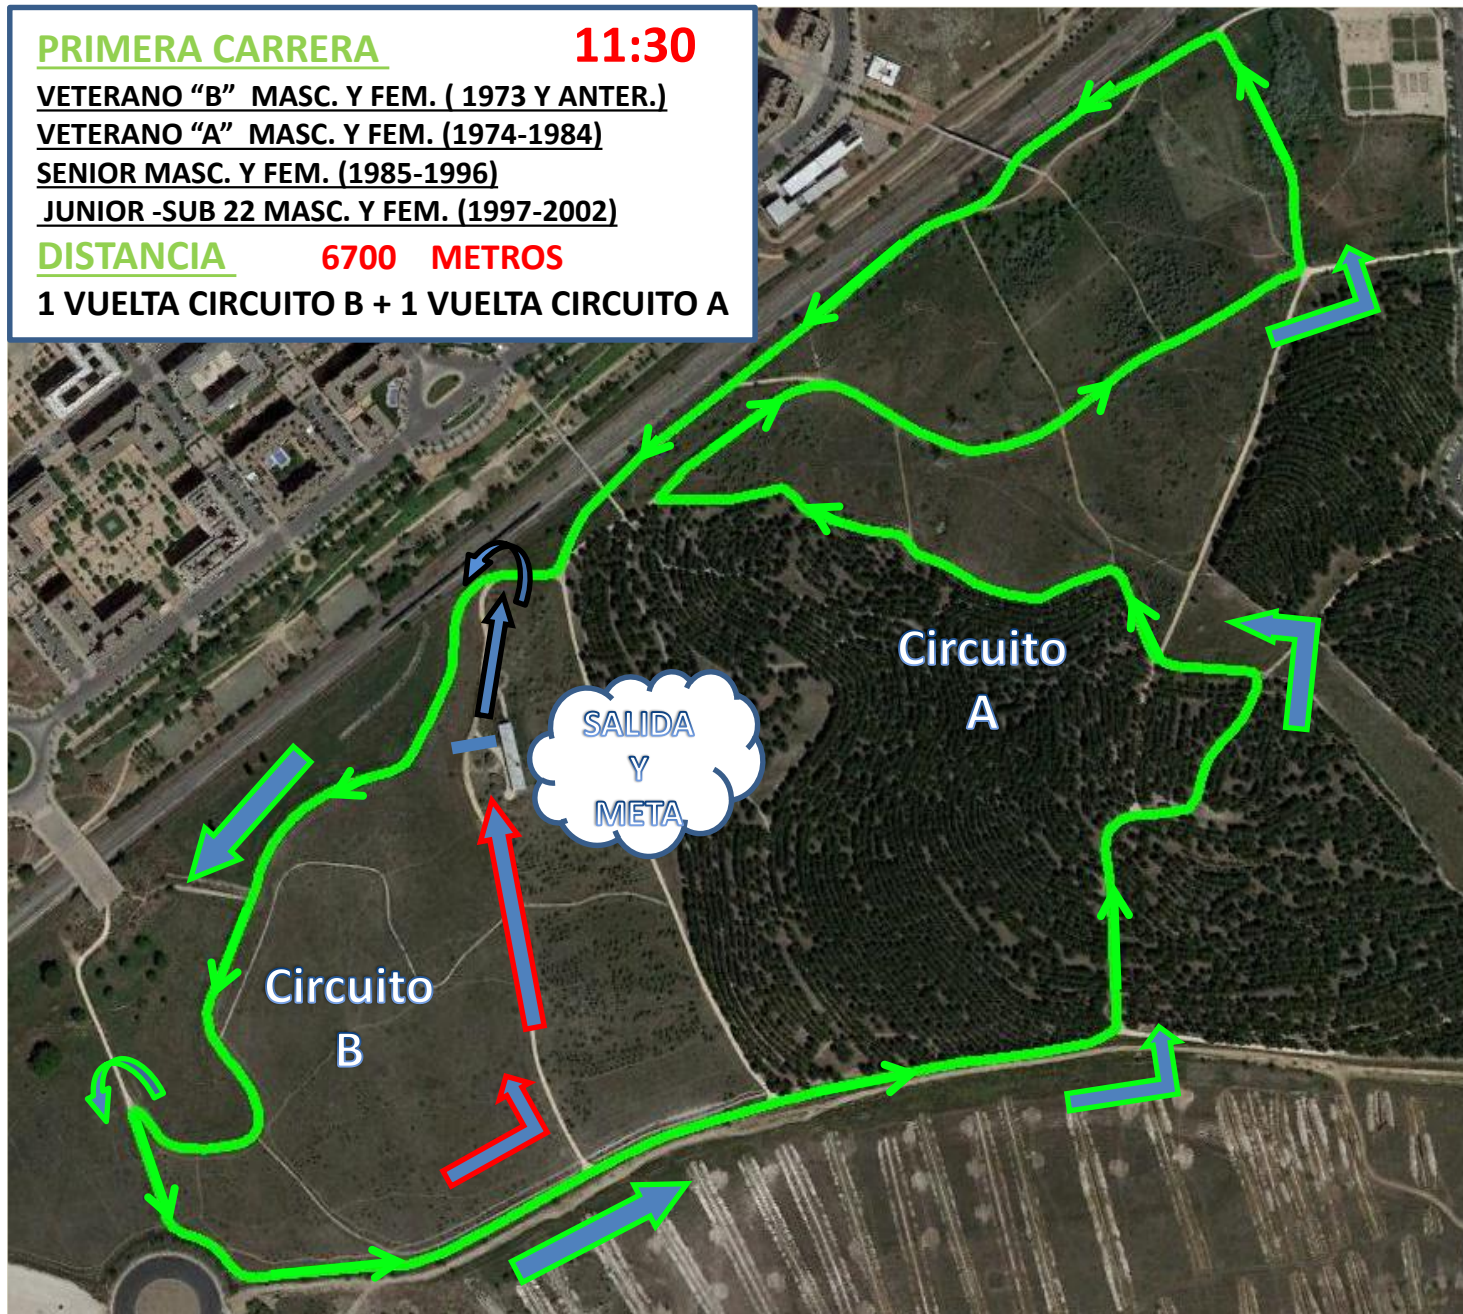 PRIMERA CARRERA 11:30
VETERANO “B” MASC. Y FEM. ( 1973 Y ANTER.)
VETERANO “A” MASC. Y FEM. (1974-1984)
SENIOR MASC. Y FEM. (1985-1996)
JUNIOR -SUB 22 MASC. Y FEM. (1997-2002)
DISTANCIA 6700 METROS
1 VUELTA CIRCUITO B + 1 VUELTA CIRCUITO A
Circuito
A
SALIDA
Y
META
Circuito
B